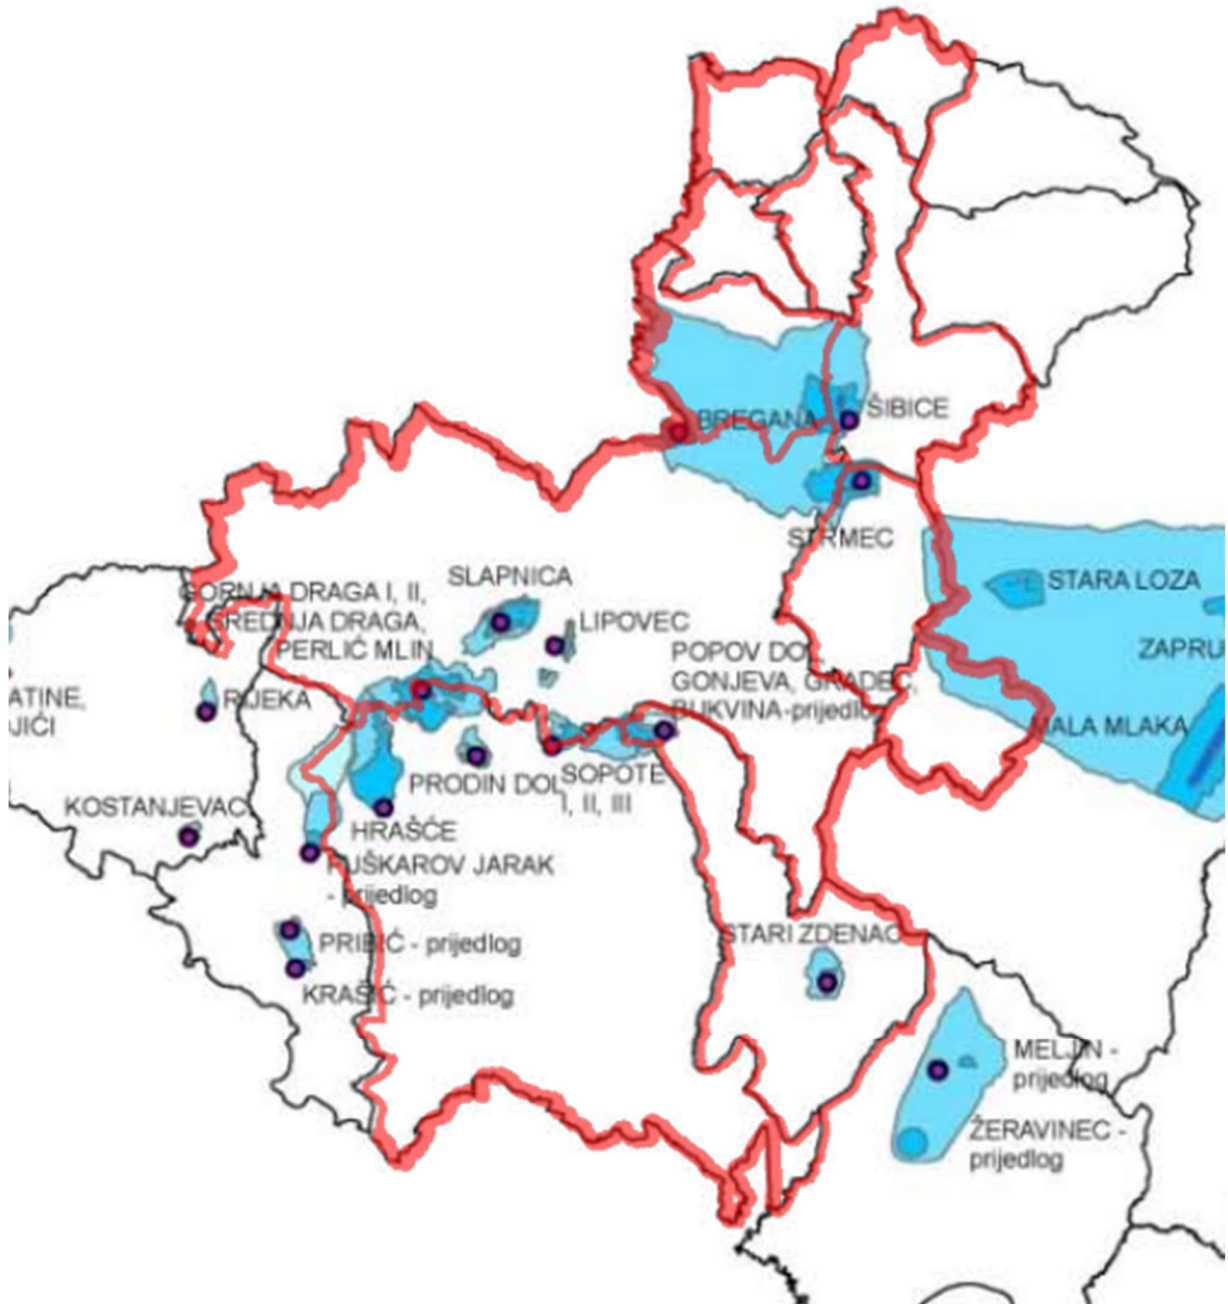 BREGANA
ŠIBICE
STRMEC
STARA LOZA
SLAPNICA
GORNJA DRAGA I, II,
SREDNJA DRAGA,
PERLIĆ MLIN
LIPOVEC
ZAPRU
POPOV DOL,
GONJEVA, GRADEC,
BUKVINA-prijedlog
RIJEKA
ATINE,
JIĆI
MALA MLAKA
PRODIN DOL
SOPOTE
I, II, III
KOSTANJEVAC
HRAŠĆE
PUŠKAROV JARAK
- prijedlog
STARI ZDENAC
PRIBIĆ - prijedlog
KRAŠIĆ - prijedlog
MELJIN -
prijedlog
ŽERAVINEC -
prijedlog